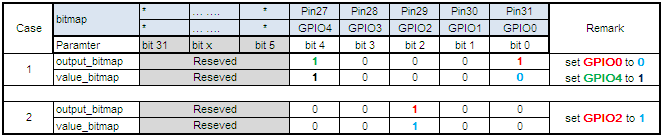 Case bitmap * ... .... * Pin27 Pin28 Pin29 Pin30 Pin31 Remark
* ... .... * GPIO4 GPIO3 GPIO2 GPIO1 GPIO0
Paramter bit 31 bit x bit 5 bit 4 bit 3 bit 2 bit 1 bit 0
1 output_bitmap Reseved 1 0 0 0 1 set GPIO0 to 0
value_bitmap Reseved 1 0 0 0 0 set GPIO4 to 1
2 output_bitmap Reseved 0 0 1 0 0 set GPIO2 to 1
value_bitmap Reseved 0 0 1 0 0